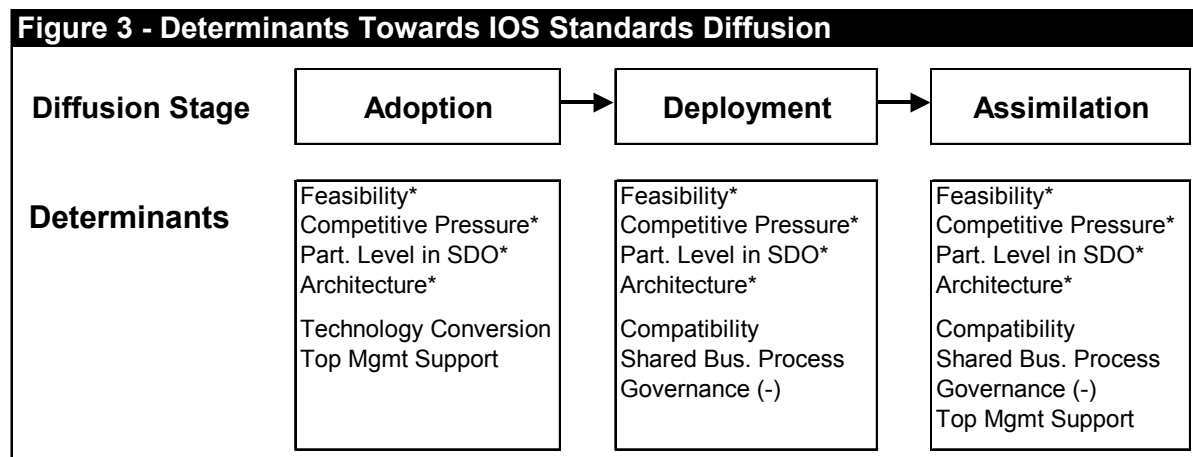 Figure 3 - Determinants Towards IOS Standards Diffusion
Diffusion Stage
Adoption
Deployment
Assimilation
Determinants
Feasibility*
Competitive Pressure*
Part. Level in SDO*
Architecture*
Technology Conversion
Top Mgmt Support
Feasibility*
Competitive Pressure*
Part. Level in SDO*
Architecture*
Compatibility
Shared Bus. Process
Governance (-)
Feasibility*
Competitive Pressure*
Part. Level in SDO*
Architecture*
Compatibility
Shared Bus. Process
Governance (-)
Top Mgmt Support